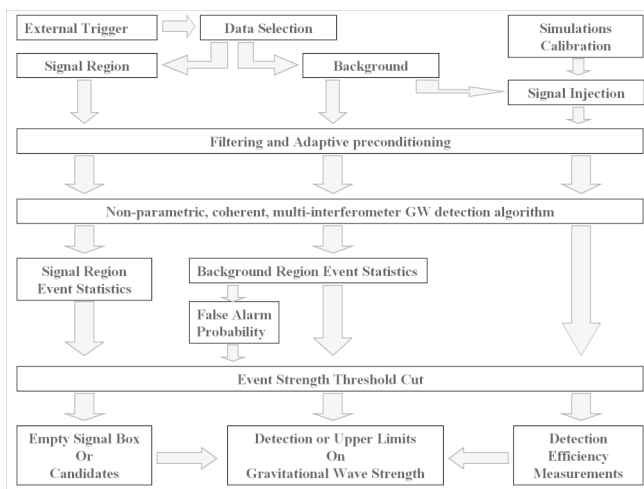 External Trigger
Data Selection
Simulations
Calibration
Signal Region
Background
Signal Injection
Filtering and Adaptive preconditioning
Non-parametric, coherent, multi-interferometer GW detection algorithm
Signal Region
Event Statistics
Background Region Event Statistics
False Alarm
Probability
Event Strength Threshold Cut
Empty Signal Box
Or
Candidates
Detection or Upper Limits
On
Gravitational Wave Strength
Detection
Efficiency
Measurements